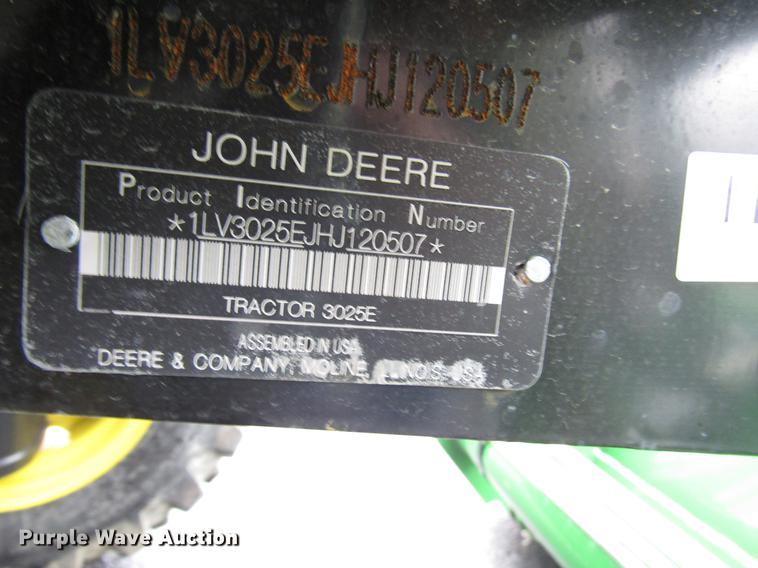 1LV3025EJHJ120507
JOHN DEERE
Product Identification Number
*1LV3025EJHJ120507*
TRACTOR 3025E
ASSEMBLED IN USA
DEERE & COMPANY, MOLINE, ILLINOIS, USA
Purple Wave Auction